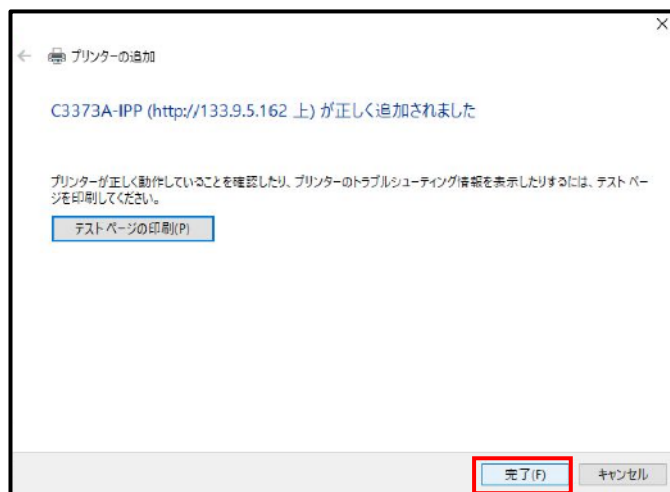 プリンターの追加
C3373A-IPP (http://133.9.5.162 上) が正しく追加されました
プリンターが正しく動作していることを確認したり、プリンターのトラブルシューティング情報を表示したりするには、テスト ペー
ジを印刷してください。
テスト ページの印刷(P)
完了(F) キャンセル